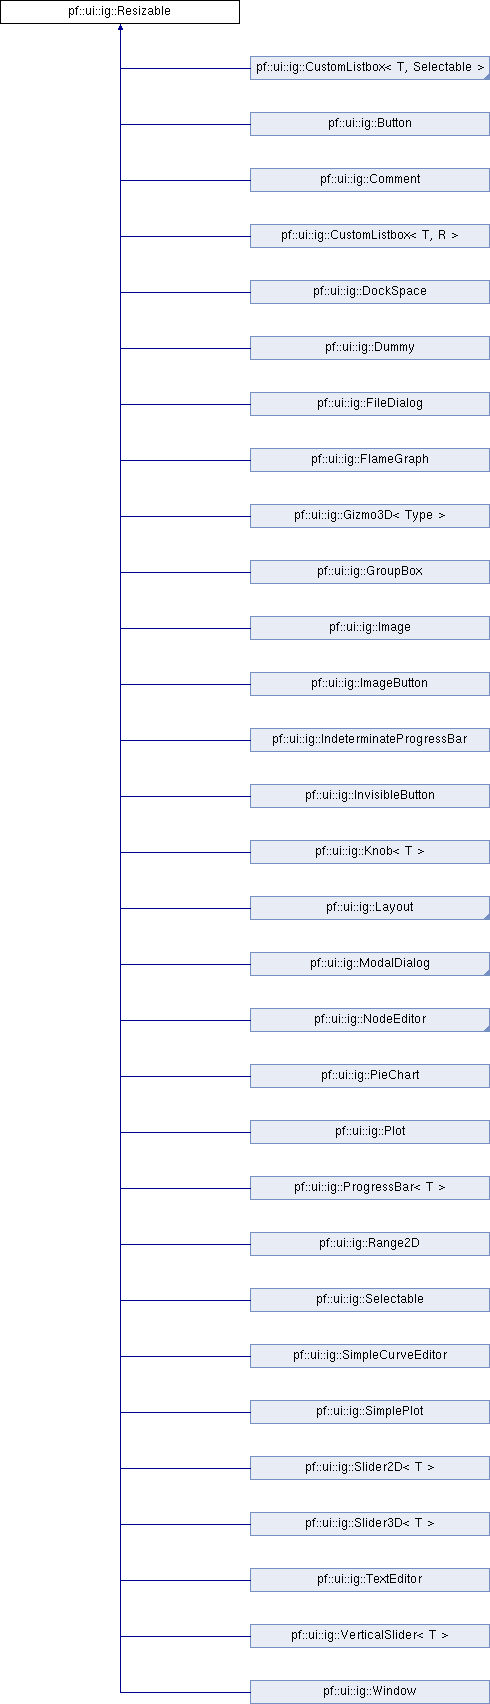 pf::ui::ig::Resizable
pf::ui::ig::CustomListbox< T, Selectable >
pf::ui::ig::Button
pf::ui::ig::Comment
pf::ui::ig::CustomListbox< T, R >
pf::ui::ig::DockSpace
pf::ui::ig::Dummy
pf::ui::ig::FileDialog
pf::ui::ig::FlameGraph
pf::ui::ig::Gizmo3D< Type >
pf::ui::ig::GroupBox
pf::ui::ig::Image
pf::ui::ig::ImageButton
pf::ui::ig::IndeterminateProgressBar
pf::ui::ig::InvisibleButton
pf::ui::ig::Knob< T >
pf::ui::ig::Layout
pf::ui::ig::ModalDialog
pf::ui::ig::NodeEditor
pf::ui::ig::PieChart
pf::ui::ig::Plot
pf::ui::ig::ProgressBar< T >
pf::ui::ig::Range2D
pf::ui::ig::Selectable
pf::ui::ig::SimpleCurveEditor
pf::ui::ig::SimplePlot
pf::ui::ig::Slider2D< T >
pf::ui::ig::Slider3D< T >
pf::ui::ig::TextEditor
pf::ui::ig::VerticalSlider< T >
pf::ui::ig::Window